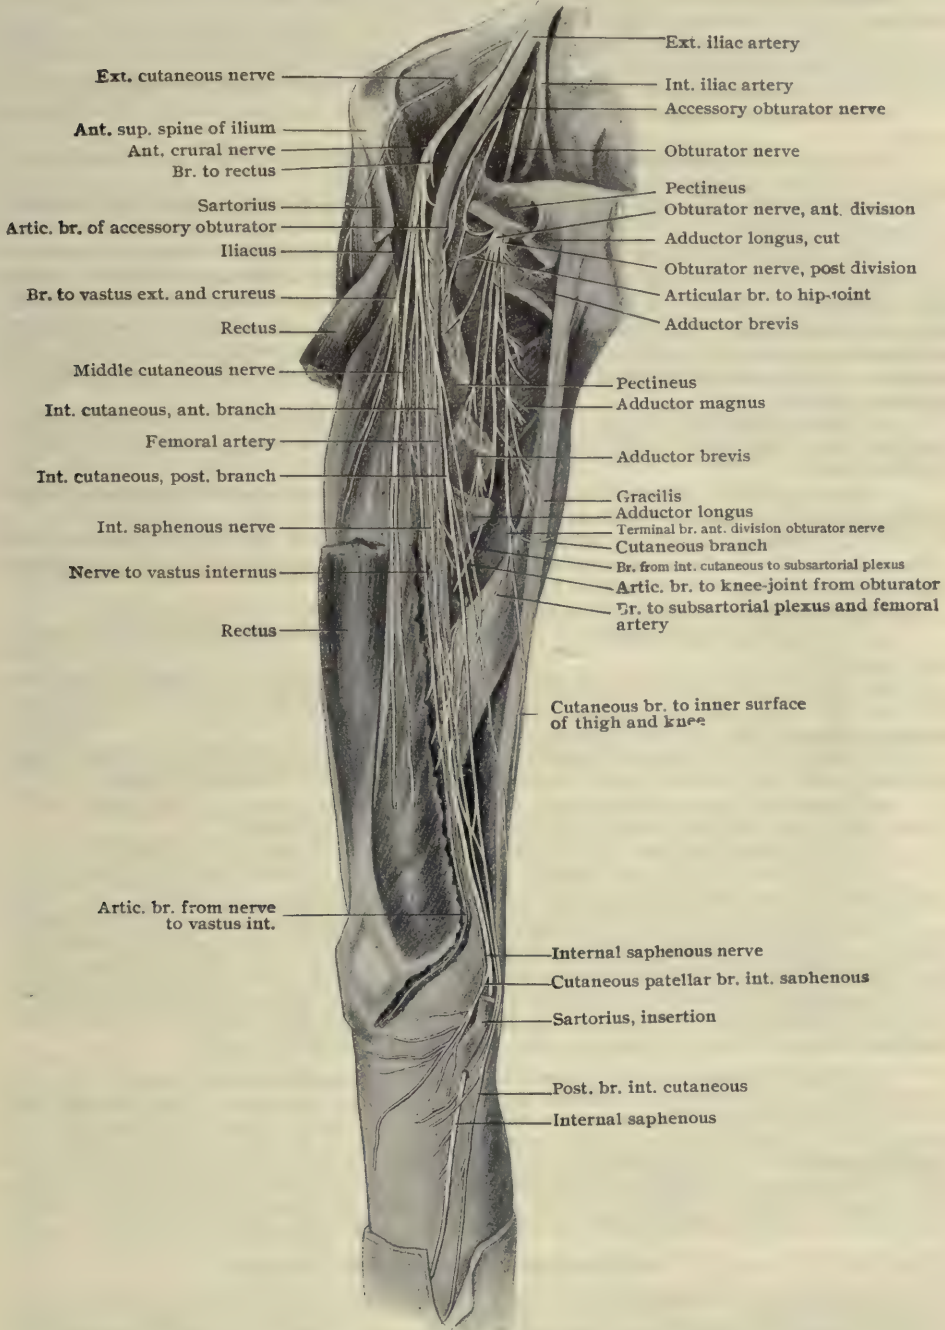 Ext. cutaneous nerve
Ant. sup. spine of ilium
Ant. crural nerve
Br. to rectus
Sartorius
Artic. br. of accessory obturator
Iliacus
Br. to vastus ext. and crureus
Rectus
Middle cutaneous nerve
Int. cutaneous, ant. branch
Femoral artery
Int. cutaneous, post. branch
Int. saphenous nerve
Nerve to vastus internus
Rectus
Artic. br. from nerve
to vastus int.
Ext. iliac artery
Int. iliac artery
Accessory obturator nerve
Obturator nerve
Pectineus
Obturator nerve, ant. division
Adductor longus, cut
Obturator nerve, post division
Articular br. to hip-joint
Adductor brevis
Pectineus
Adductor magnus
Adductor brevis
Gracilis
Adductor longus
Terminal br. ant. division obturator nerve
Cutaneous branch
Br. from int. cutaneous to subsartorial plexus
Artic. br. to knee-joint from obturator
Br. to subsartorial plexus and femoral
artery
Cutaneous br. to inner surface
of thigh and knee
Internal saphenous nerve
Cutaneous patellar br. int. saphenous
Sartorius, insertion
Post. br. int. cutaneous
Internal saphenous